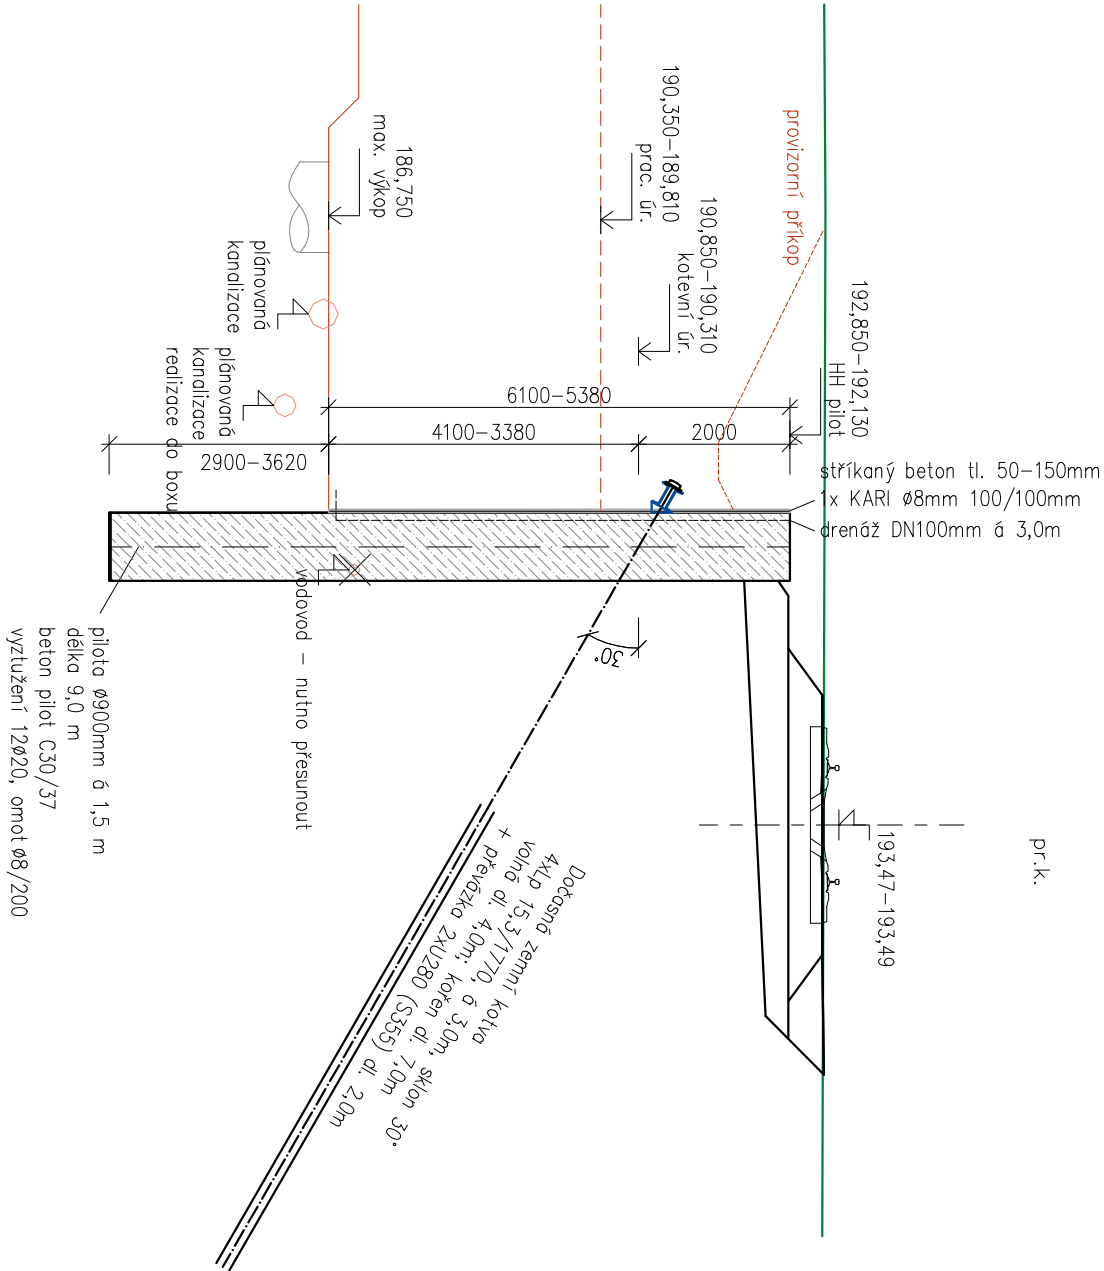 pr.k.
193,47-193,49
192,850-192,130
HH pilot
provizorní příkop
190,850-190,310
kotevní úr.
190,350-189,810
prac. úr.
186,750
max. výkop
plánovaná
kanalizace
plánovaná
kanalizace
realizace do boxu
6100-5380
4100-3380
2000
2900-3620
stříkaný beton tl. 50-150mm
1x KARI ø8mm 100/100mm
drenáž DN100mm á 3,0m
30°
vodovod - nutno přesunout
pilota ø900mm á 1,5 m
délka 9,0 m
beton pilot C30/37
vyztužení 12ø20, omot ø8/200
Dočasná zemní kotva
4xLp 15,3/1770, á 3,0m, sklon 30°
volná dl. 4,0m; kořen dl. 7,0m
+ převázka 2xU280 (S355) dl. 2,0m